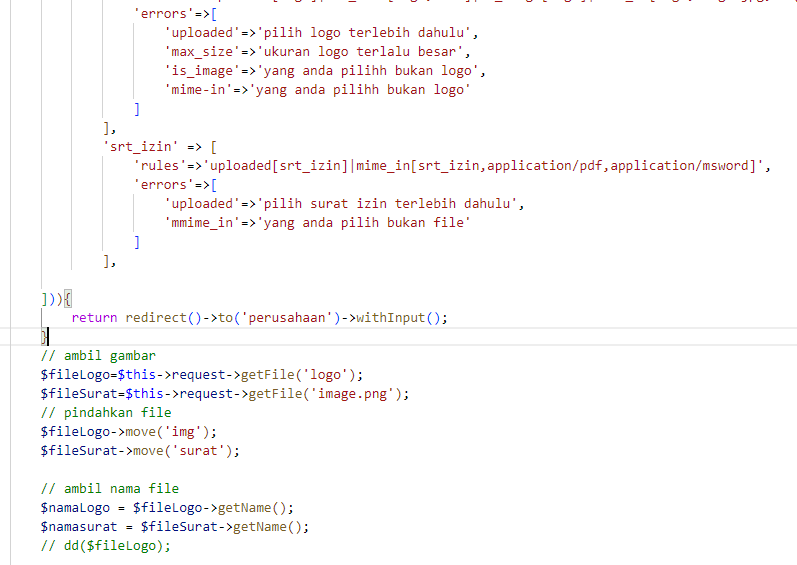 'errors'=>[
'uploaded'=>'pilih logo terlebih dahulu',
'max_size'=>'ukuran logo terlalu besar',
'is_image'=>'yang anda pilihh bukan logo',
'mime-in'=>'yang anda pilihh bukan logo'
]
],
'srt_izin' => [
'rules'=>'uploaded[srt_izin]|mime_in[srt_izin,application/pdf,application/msword]',
'errors'=>[
'uploaded'=>'pilih surat izin terlebih dahulu',
'mmime_in'=>'yang anda pilih bukan file'
]
],
])){
return redirect()->to('perusahaan')->withInput();
}
// ambil gambar
$fileLogo=$this->request->getFile('logo');
$fileSurat=$this->request->getFile('image.png');
// pindahkan file
$fileLogo->move('img');
$fileSurat->move('surat');
// ambil nama file
$namaLogo = $fileLogo->getName();
$namasurat = $fileSurat->getName();
// dd($fileLogo);